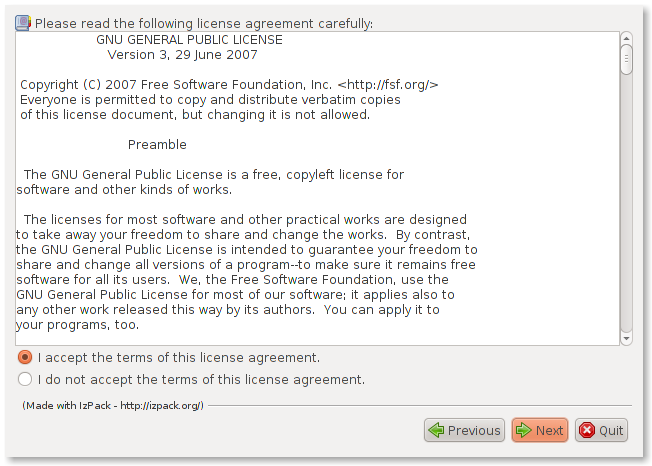 Please read the following license agreement carefully:
GNU GENERAL PUBLIC LICENSE
Version 3, 29 June 2007
Copyright (C) 2007 Free Software Foundation, Inc. <http://fsf.org/>
Everyone is permitted to copy and distribute verbatim copies
of this license document, but changing it is not allowed.
Preamble
The GNU General Public License is a free, copyleft license for
software and other kinds of works.
The licenses for most software and other practical works are designed
to take away your freedom to share and change the works.  By contrast,
the GNU General Public License is intended to guarantee your freedom to
share and change all versions of a program--to make sure it remains free
software for all its users.  We, the Free Software Foundation, use the
GNU General Public License for most of our software; it applies also to
any other work released this way by its authors.  You can apply it to
your programs, too.
I accept the terms of this license agreement.
I do not accept the terms of this license agreement.
(Made with IzPack - http://izpack.org/)
Previous Next Quit